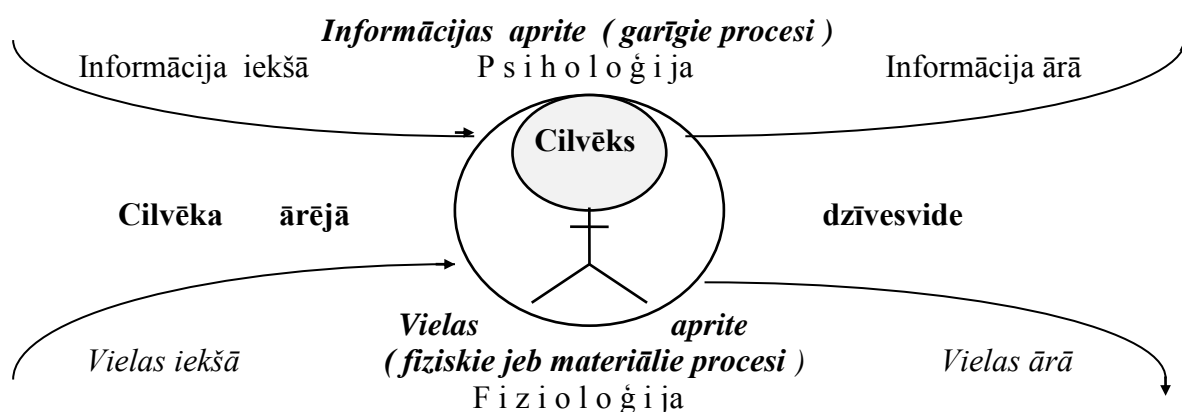 Informācijas aprite ( garīgie procesi )
Informācija iekšā P s i h o l o ģ i j a Informācija ārā
Cilvēks
Cilvēka ārējā dzīvesvide
Vielas aprite
Vielas iekšā ( fiziskie jeb materiālie procesi ) Vielas ārā
F i z i o l o ģ i j a